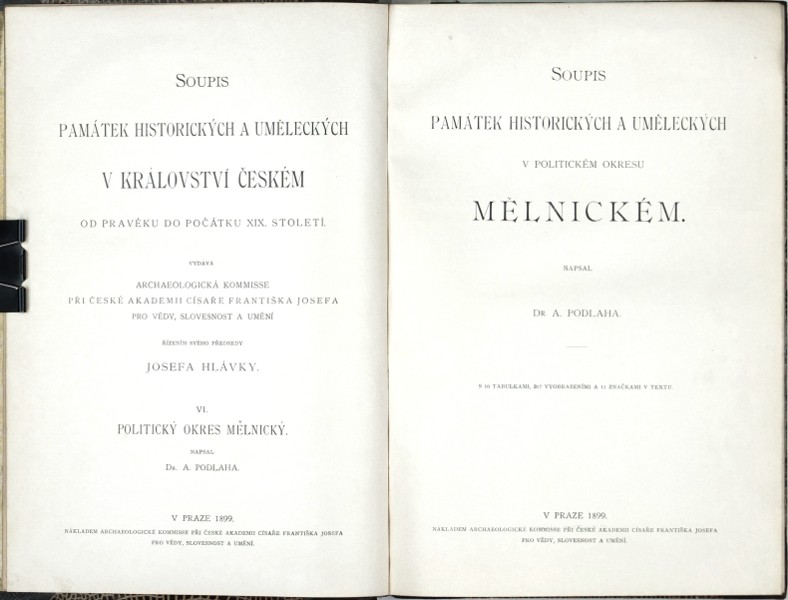 SOUPIS
PAMÁTEK HISTORICKÝCH A UMĚLECKÝCH
V KRÁLOVSTVÍ ČESKÉM
OD PRAVĚKU DO POČÁTKU XIX. STOLETÍ.
VYDÁVÁ
ARCHAEOLOGICKÁ KOMMISSE
PŘI ČESKÉ AKADEMII CÍSAŘE FRANTIŠKA JOSEFA
PRO VĚDY, SLOVESNOST A UMĚNÍ
ŘÍZENÍM SVÉHO PŘEDSEDY
JOSEFA HLÁVKY.
VI.
POLITICKÝ OKRES MĚLNICKÝ.
NAPSAL
DR. A. PODLAHA.
V PRAZE 1899.
NÁKLADEM ARCHAEOLOGICKÉ KOMMISSE PŘI ČESKÉ AKADEMII CÍSAŘE FRANTIŠKA JOSEFA
PRO VĚDY, SLOVESNOST A UMĚNÍ.
SOUPIS
PAMÁTEK HISTORICKÝCH A UMĚLECKÝCH
V POLITICKÉM OKRESU
MĚLNICKÉM.
NAPSAL
DR. A. PODLAHA.
TABULKAMI, VYOBRAZENÍMI A ZNAČKAMI V TEXTU.
V PRAZE 1899.
NÁKLADEM ARCHAEOLOGICKÉ KOMMISSE PŘI ČESKÉ AKADEMII CÍSAŘE FRANTIŠKA JOSEFA
PRO VĚDY, SLOVESNOST A UMĚNÍ.